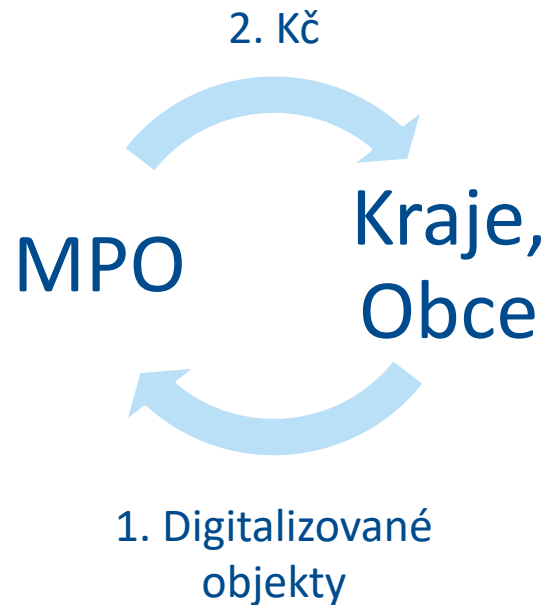 2. Kč
MPO
Kraje,
Obce
1. Digitalizované
objekty